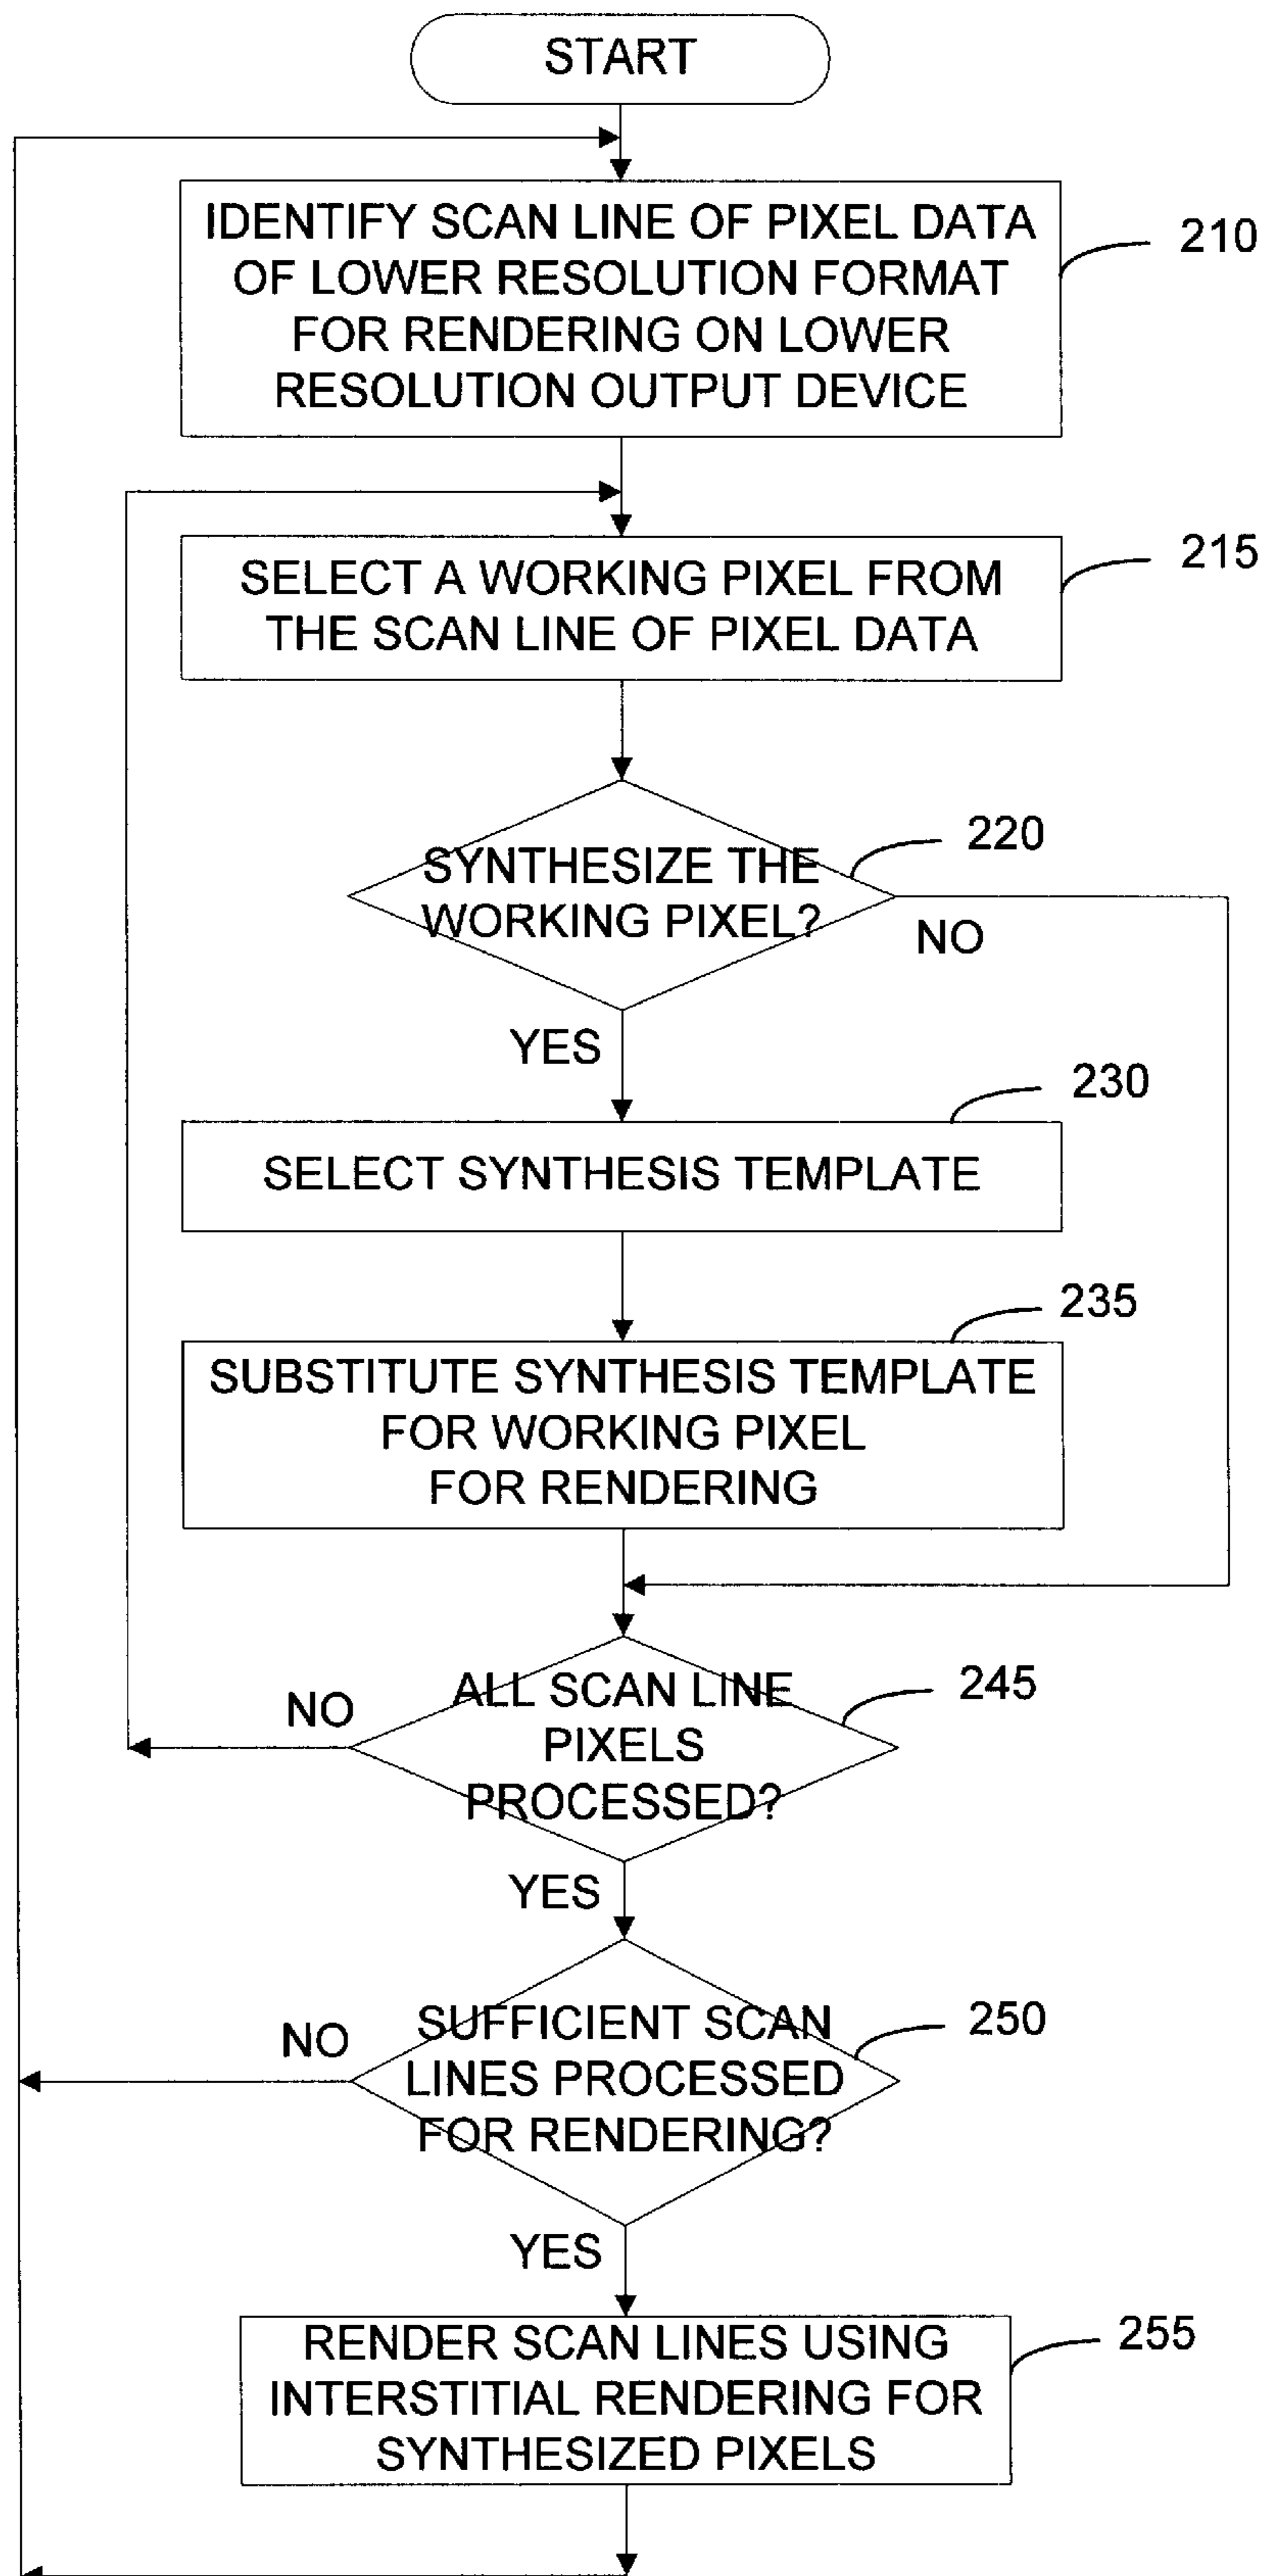 START
IDENTIFY SCAN LINE OF PIXEL DATA
OF LOWER RESOLUTION FORMAT
FOR RENDERING ON LOWER
RESOLUTION OUTPUT DEVICE
210
SELECT A WORKING PIXEL FROM
THE SCAN LINE OF PIXEL DATA
215
SYNTHESIZE THE
WORKING PIXEL?
220
NO
YES
230
SELECT SYNTHESIS TEMPLATE
235
SUBSTITUTE SYNTHESIS TEMPLATE
FOR WORKING PIXEL
FOR RENDERING
ALL SCAN LINE
PIXELS
PROCESSED?
245
NO
YES
SUFFICIENT SCAN
LINES PROCESSED
FOR RENDERING?
250
NO
YES
RENDER SCAN LINES USING
INTERSTITIAL RENDERING FOR
SYNTHESIZED PIXELS
255